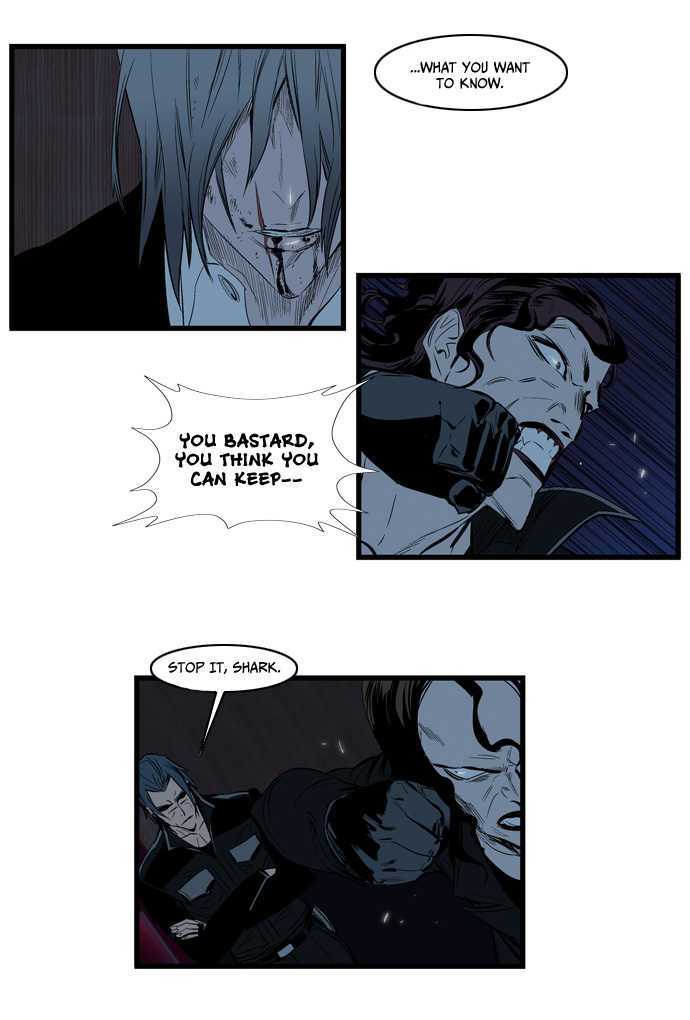 ...WHAT YOU WANT
TO KNOW.
YOU BASTARD,
YOU THINK YOU
CAN KEEP--
STOP IT, SHARK.